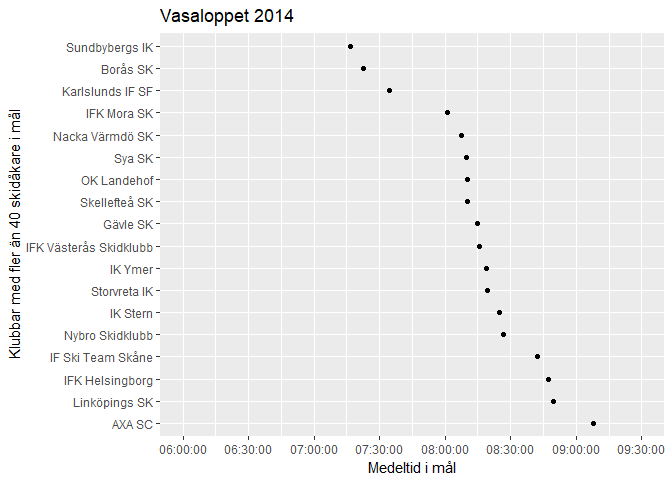 Vasaloppet 2014
Klubbar med fler än 40 skidåkare i mål
Sundbybergs IK
Borås SK
Karlslunds IF SF
IFK Mora SK
Nacka Värmdö SK
Sya SK
OK Landehof
Skellefteå SK
Gävle SK
IFK Västerås Skidklubb
IK Ymer
Storvreta IK
IK Stern
Nybro Skidklubb
IF Ski Team Skåne
IFK Helsingborg
Linköpings SK
AXA SC
06:00:00 06:30:00 07:00:00 07:30:00 08:00:00 08:30:00 09:00:00 09:30:00
Medeltid i mål